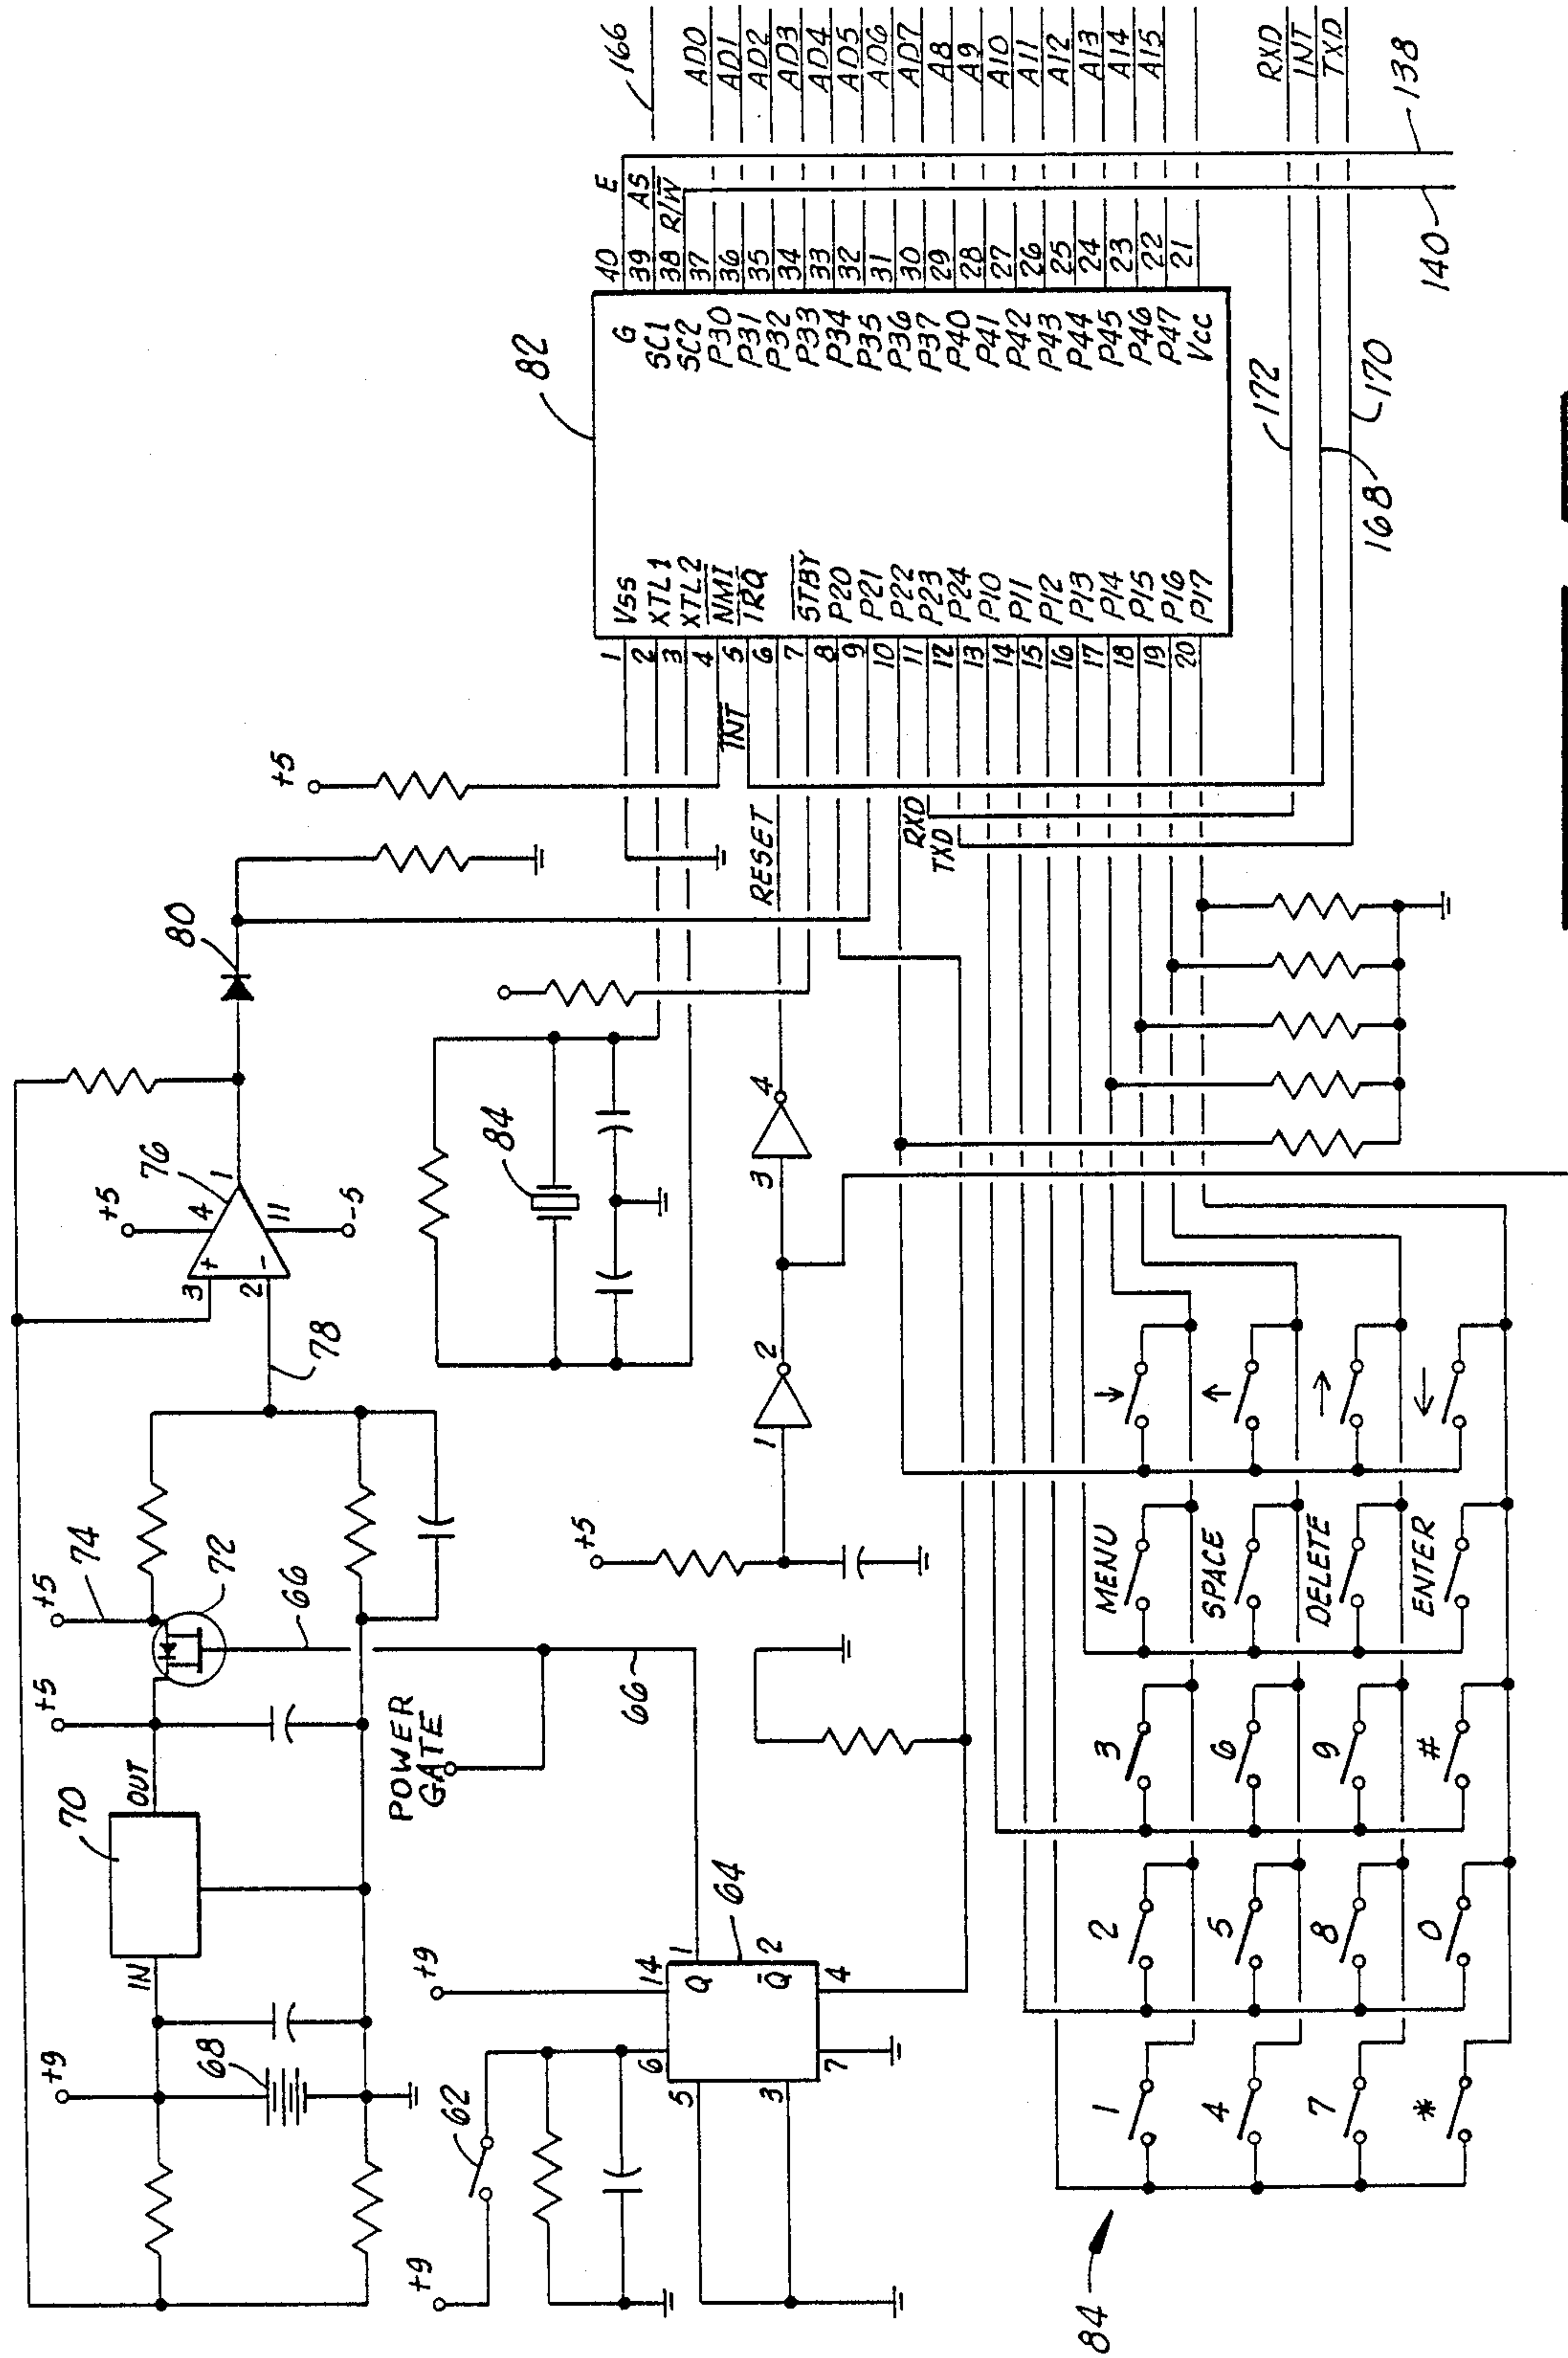 +9
68
IN
70
OUT
+5
+5
74
72
66
78
3
+
2
-
+5
4
76
1
11
-5
80
+5
POWER
GATE
66
+9
62
+9
14
1
Q
64
Q̅
2
6
5
3
7
4
+5
1
2
3
4
RESET
84
82
1
2
3
4
5
6
7
8
9
10
11
12
13
14
15
16
17
18
19
20
I̅N̅T̅
RXD
TXD
Vss
XTL1
XTL2
N̅M̅I̅
I̅R̅Q̅
S̅T̅B̅Y̅
P20
P21
P22
P23
P24
P10
P11
P12
P13
P14
P15
P16
P17
G
SC1
SC2
P30
P31
P32
P33
P34
P35
P36
P37
P40
P41
P42
P43
P44
P45
P46
P47
Vcc
40
39
38
37
36
35
34
33
32
31
30
29
28
27
26
25
24
23
22
21
E
AS
R/W̅
166
AD0
AD1
AD2
AD3
AD4
AD5
AD6
AD7
A8
A9
A10
A11
A12
A13
A14
A15
RXD
INT
TXD
138
140
172
168
170
84
1
2
3
MENU
↓
4
5
6
SPACE
↑
7
8
9
DELETE
→
*
0
#
ENTER
←